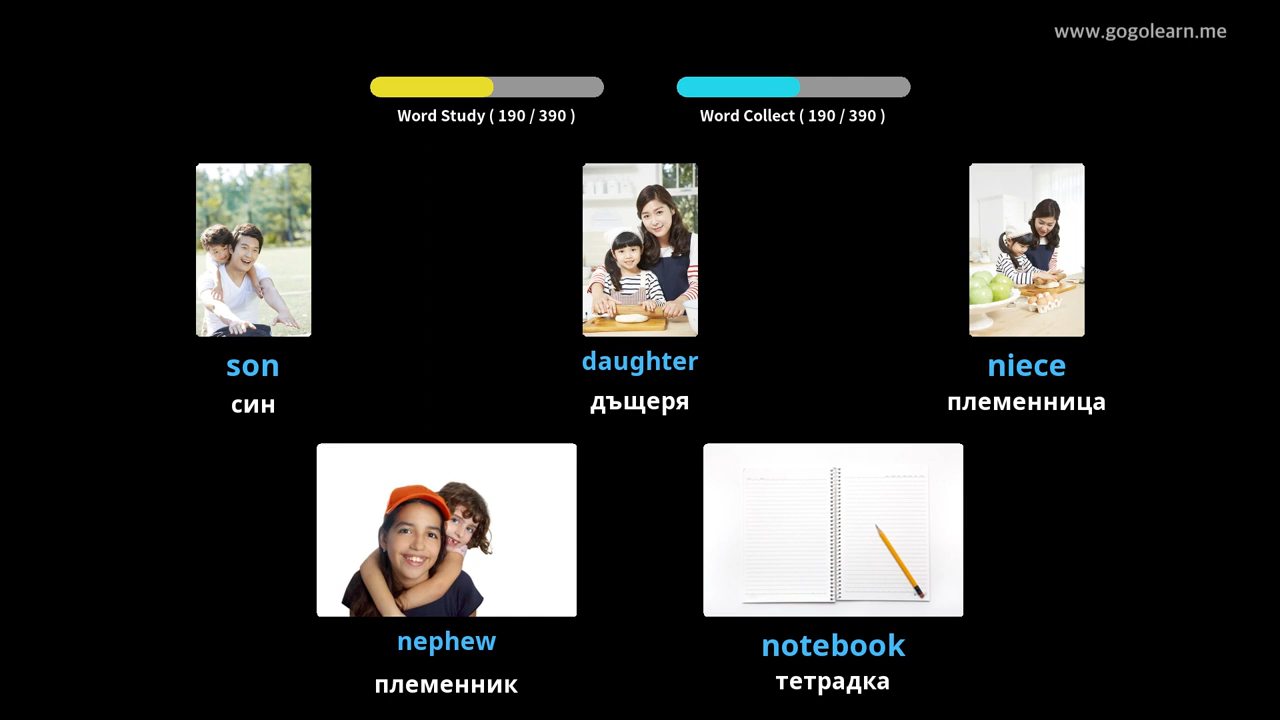 www.gogolearn.me
Word Study ( 190 / 390 )
Word Collect ( 190 / 390 )
son
син
daughter
дъщеря
niece
племенница
nephew
племенник
notebook
тетрадка